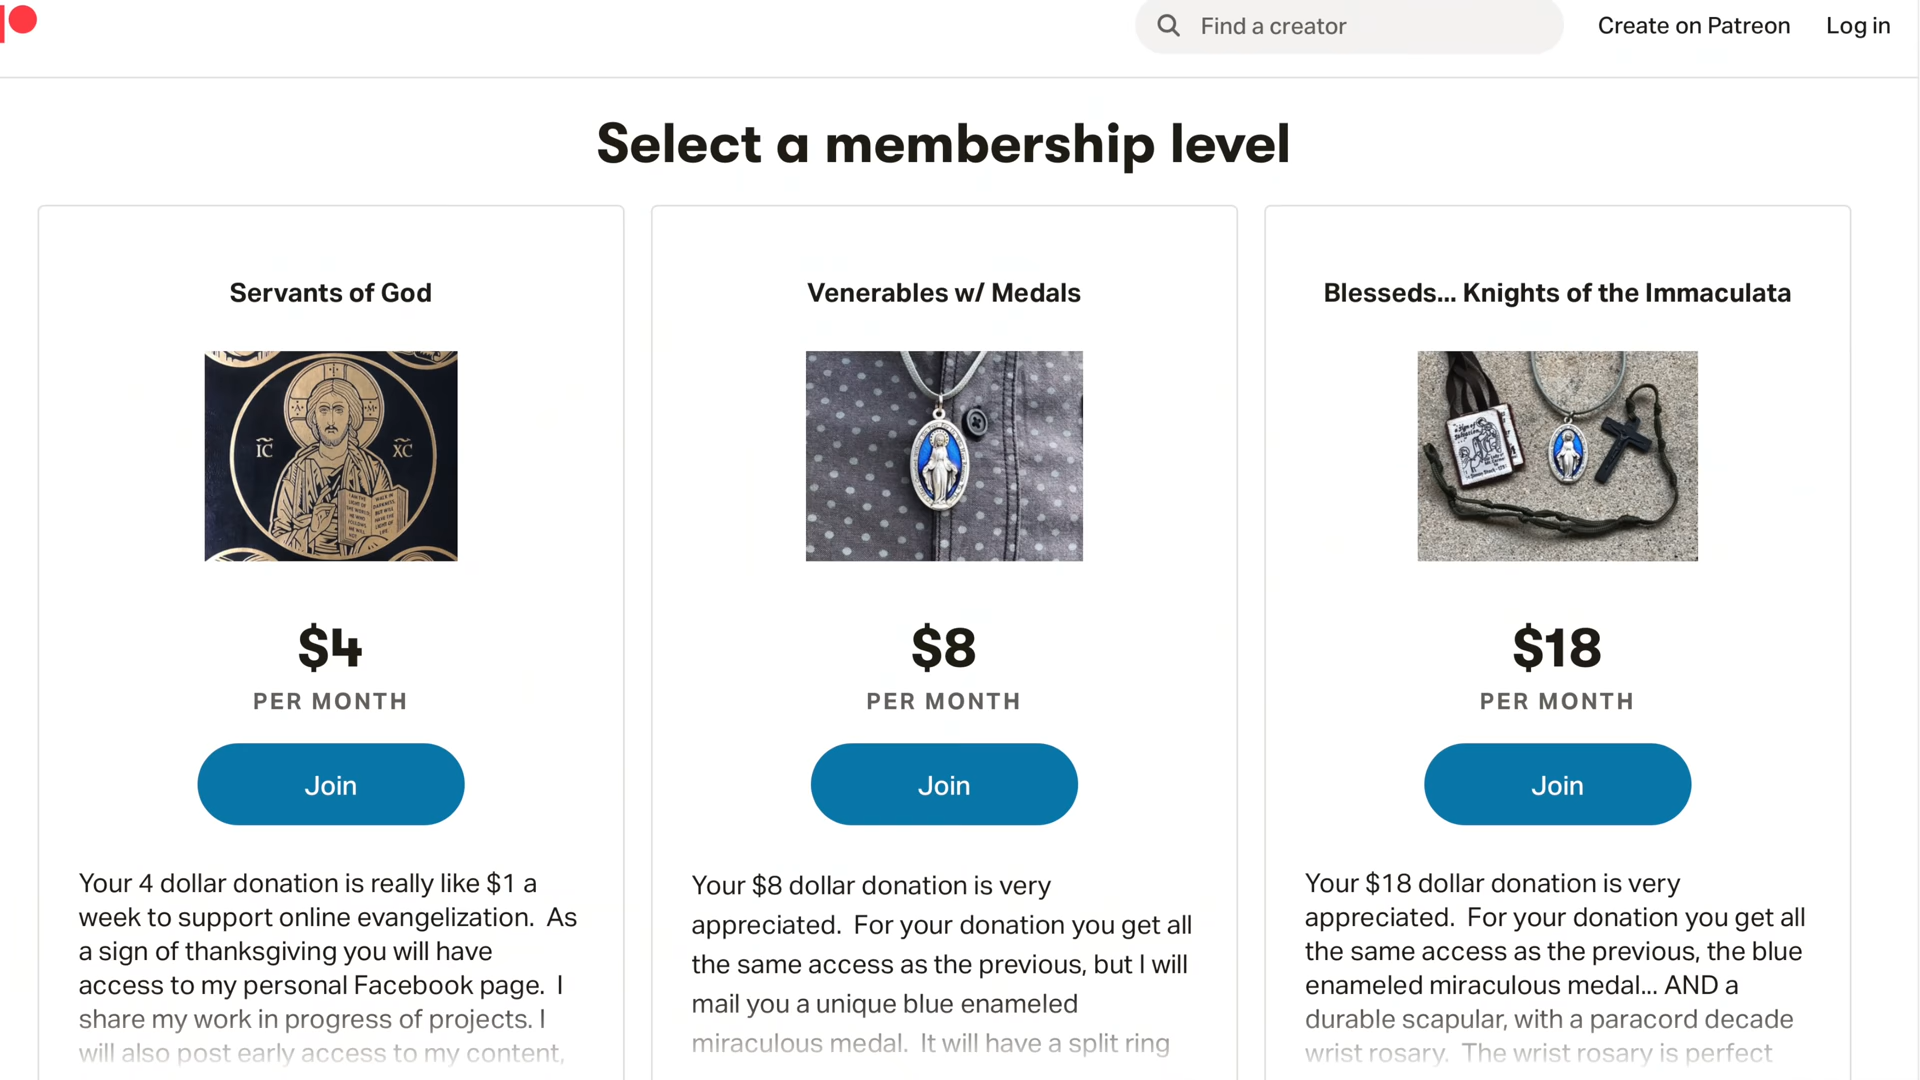 Find a creator
Create on Patreon
Log in
Select a membership level
Servants of God
IC
XC
$4
PER MONTH
Join
Your 4 dollar donation is really like $1 a
week to support online evangelization. As
a sign of thanksgiving you will have
access to my personal Facebook page. I
share my work in progress of projects. I
will also post early access to my content,
Venerables w/ Medals
$8
PER MONTH
Join
Your $8 dollar donation is very
appreciated. For your donation you get all
the same access as the previous, but I will
mail you a unique blue enameled
miraculous medal. It will have a split ring
Blesseds... Knights of the Immaculata
$18
PER MONTH
Join
Your $18 dollar donation is very
appreciated. For your donation you get all
the same access as the previous, the blue
enameled miraculous medal... AND a
durable scapular, with a paracord decade
wrist rosary. The wrist rosary is perfect